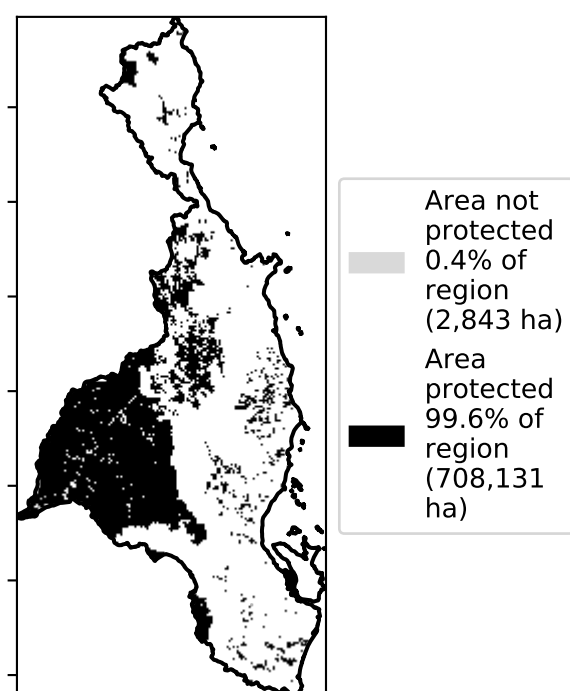 Area not
protected
0.4% of
region
(2,843 ha)
Area
protected
99.6% of
region
(708,131
ha)